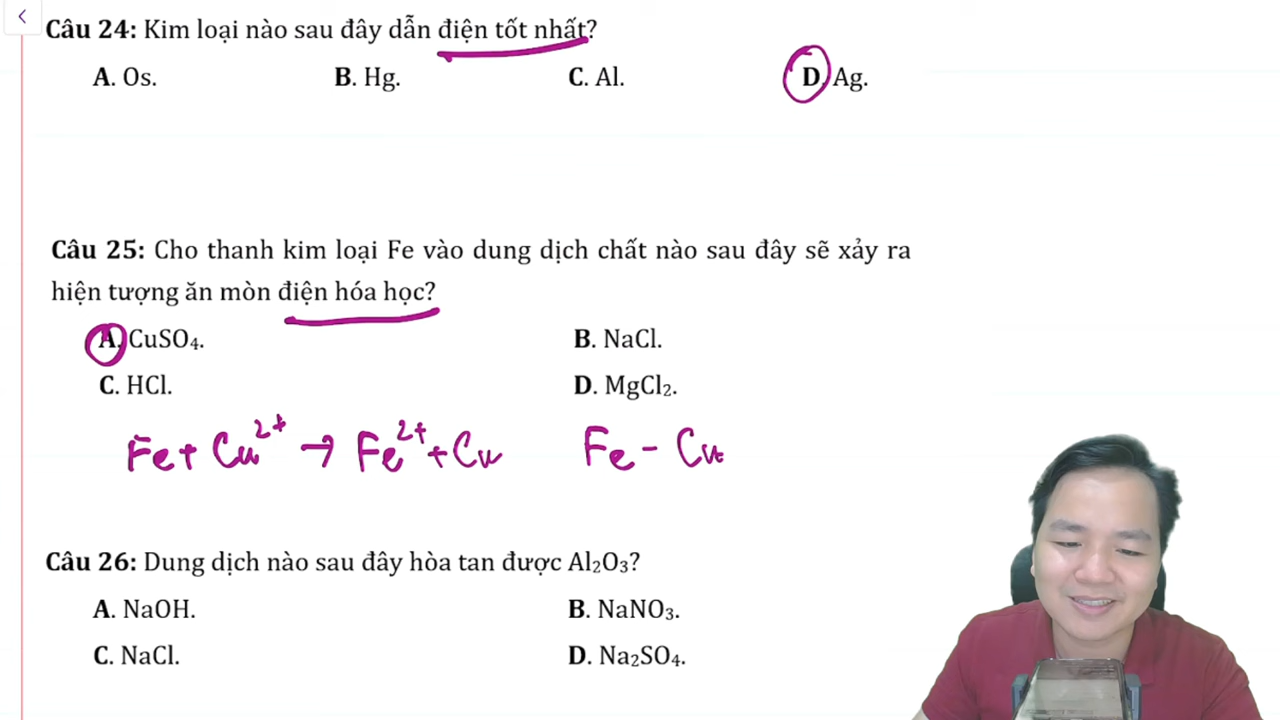 Câu 24: Kim loại nào sau đây dẫn điện tốt nhất?
A. Os. B. Hg. C. Al. D. Ag.
Câu 25: Cho thanh kim loại Fe vào dung dịch chất nào sau đây sẽ xảy ra
hiện tượng ăn mòn điện hóa học?
A. CuSO₄. B. NaCl.
C. HCl. D. MgCl₂.
Fe + Cu²⁺ → Fe²⁺ + Cu Fe - Cu
Câu 26: Dung dịch nào sau đây hòa tan được Al₂O₃?
A. NaOH. B. NaNO₃.
C. NaCl. D. Na₂SO₄.